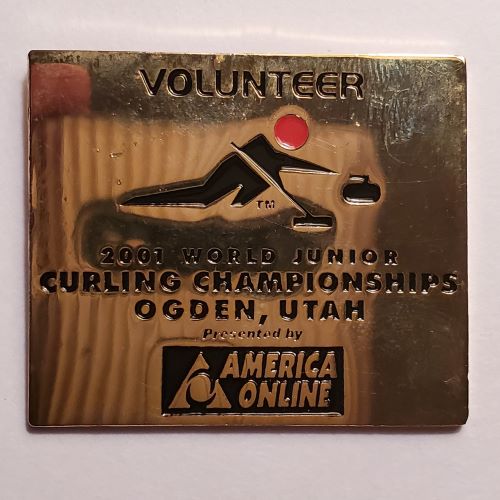 VOLUNTEER
TM
2001 WORLD JUNIOR
CURLING CHAMPIONSHIPS
OGDEN, UTAH
Presented by
AMERICA
ONLINE